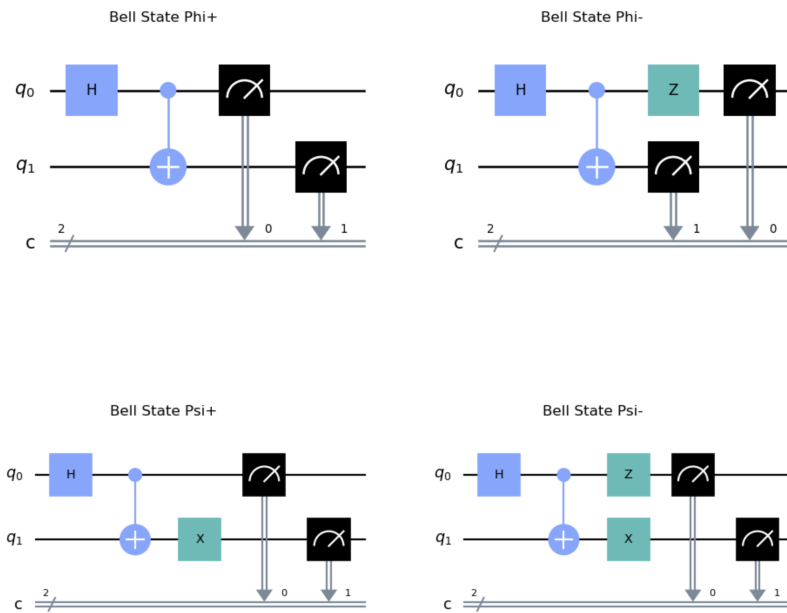 Bell State Phi+
q₀ H
q₁
c 2 0 1
Bell State Phi-
q₀ H Z
q₁
c 2 1 0
Bell State Psi+
q₀ H
q₁ X
c 2 0 1
Bell State Psi-
q₀ H Z
q₁ X
c 2 0 1